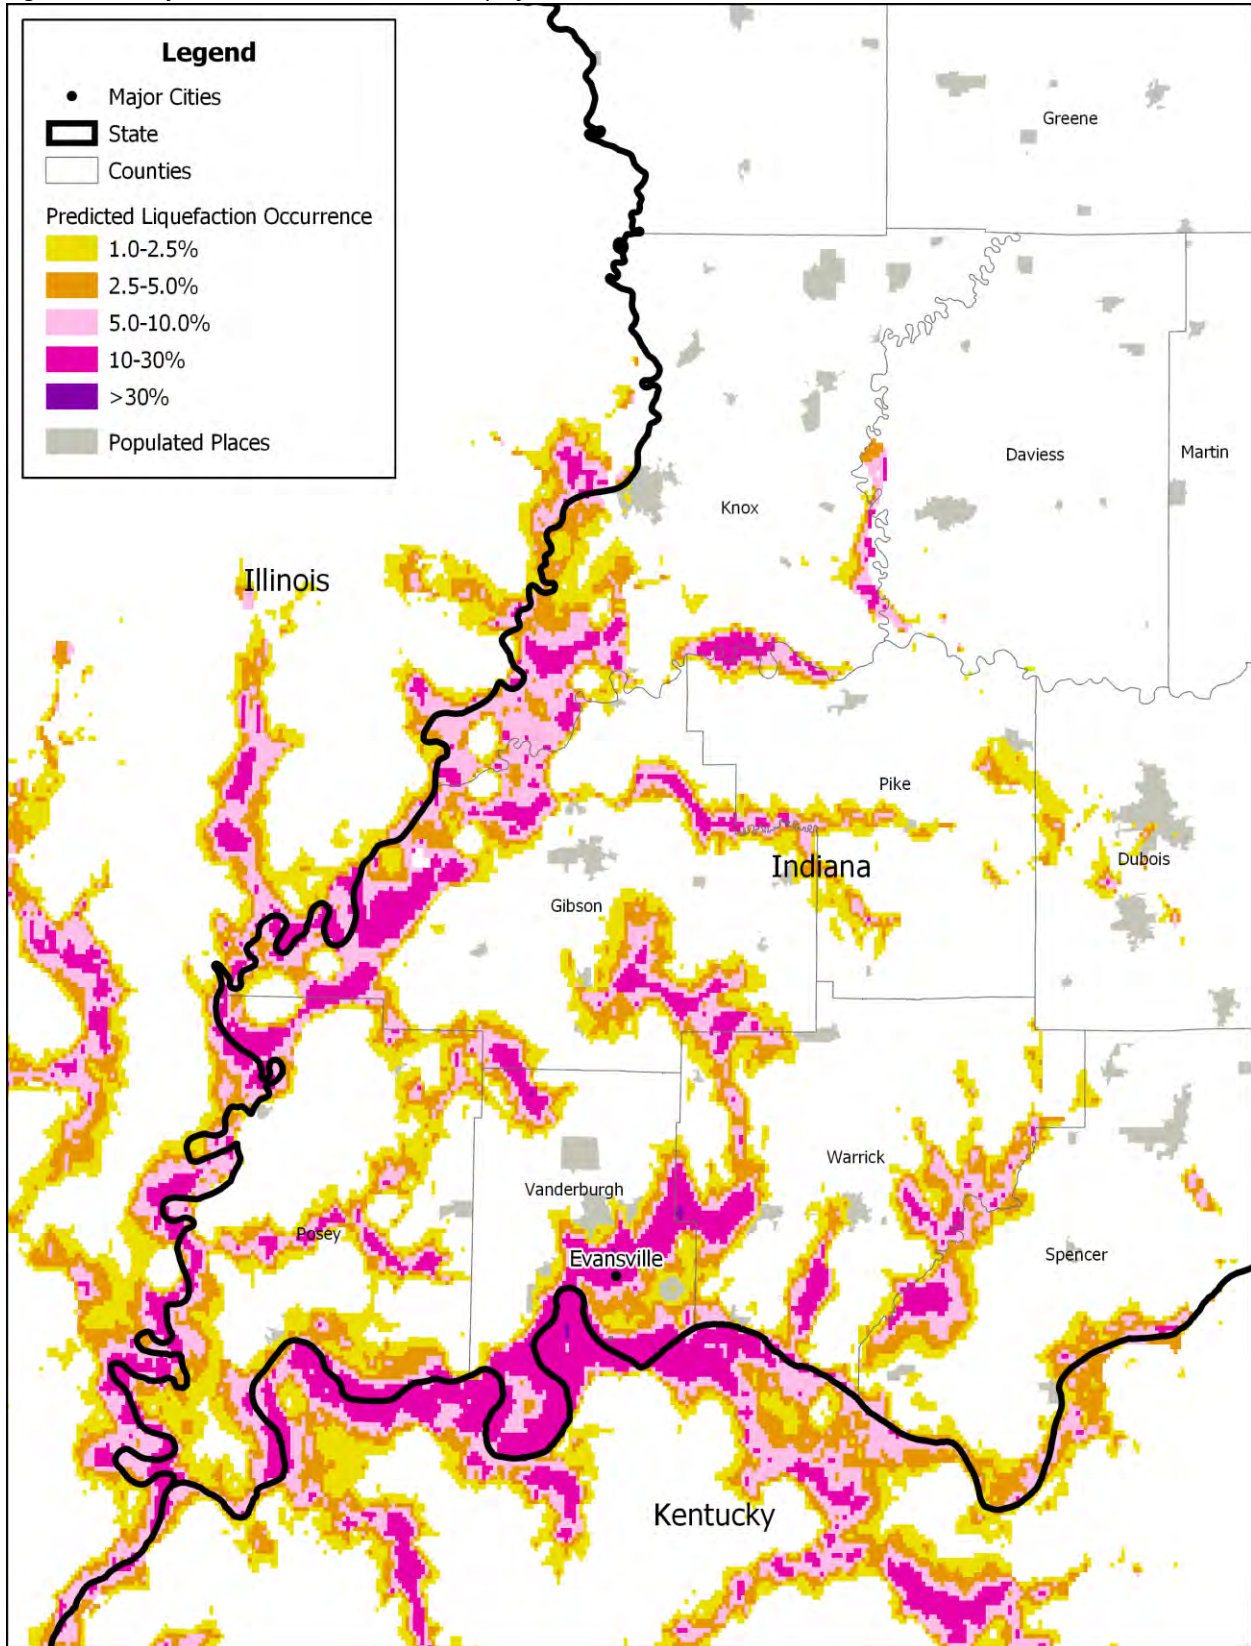 Legend
Major Cities
State
Counties
Predicted Liquefaction Occurrence
1.0-2.5%
2.5-5.0%
5.0-10.0%
10-30%
>30%
Populated Places
Greene
Daviess
Martin
Knox
Illinois
Pike
Indiana
Dubois
Gibson
Warrick
Vanderburgh
Posey
Spencer
Evansville
Kentucky